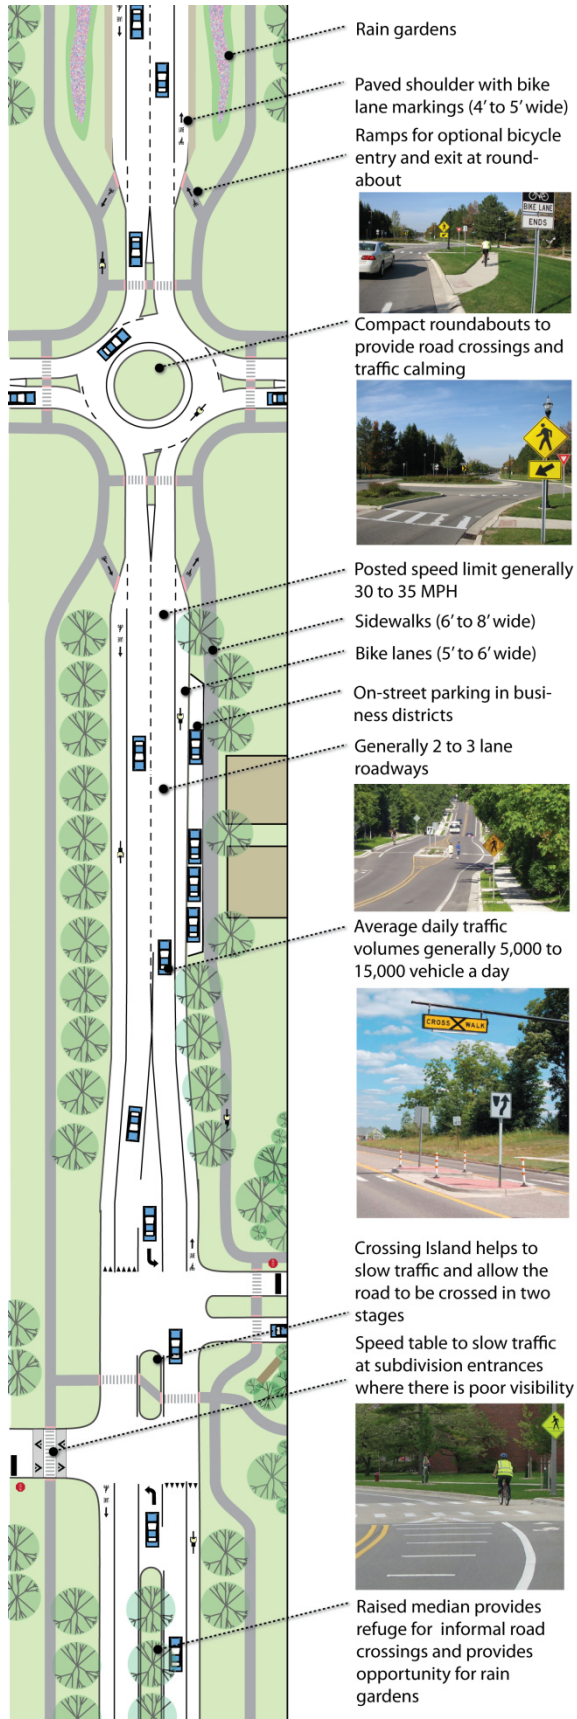 Rain gardens
Paved shoulder with bike
lane markings (4' to 5' wide)
Ramps for optional bicycle
entry and exit at round-
about
BIKE LANE
ENDS
Compact roundabouts to
provide road crossings and
traffic calming
Posted speed limit generally
30 to 35 MPH
Sidewalks (6' to 8' wide)
Bike lanes (5' to 6' wide)
On-street parking in busi-
ness districts
Generally 2 to 3 lane
roadways
Average daily traffic
volumes generally 5,000 to
15,000 vehicle a day
CROSS WALK
Crossing Island helps to
slow traffic and allow the
road to be crossed in two
stages
Speed table to slow traffic
at subdivision entrances
where there is poor visibility
Raised median provides
refuge for informal road
crossings and provides
opportunity for rain
gardens